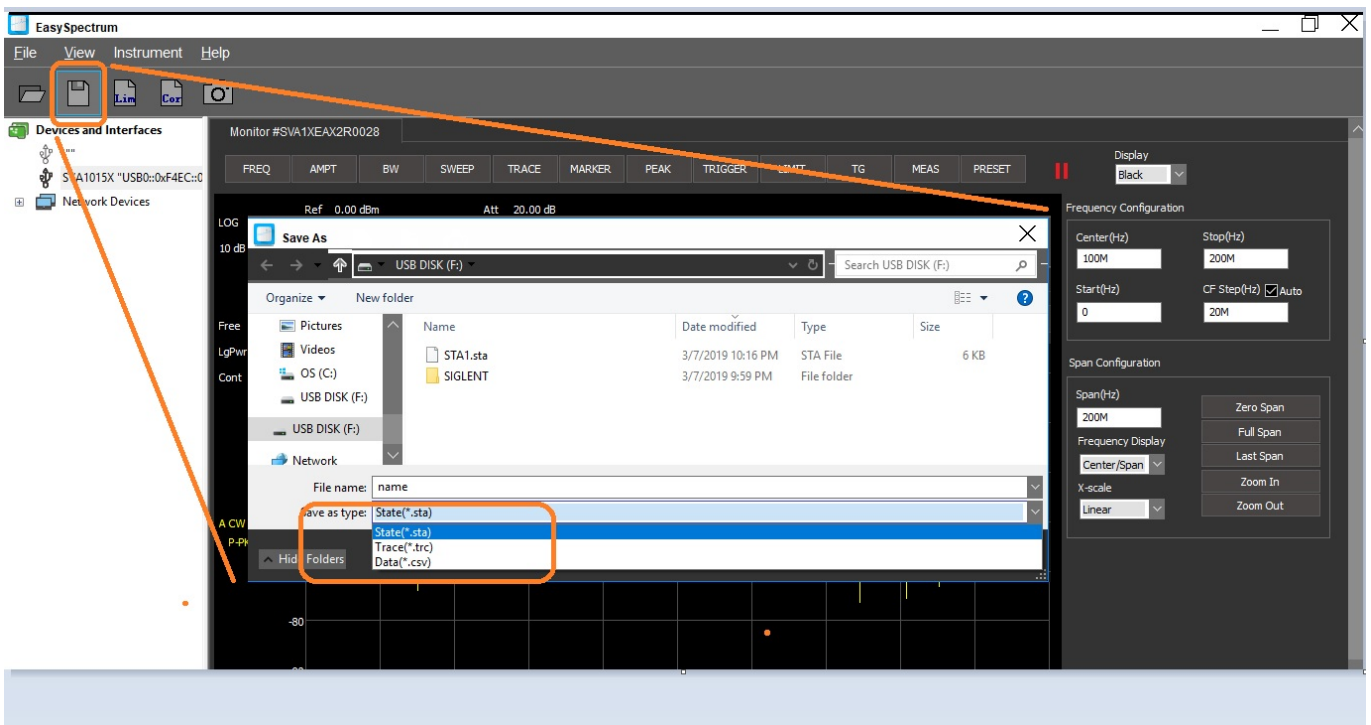 EasySpectrum
File View Instrument Help
Lim Cor
Devices and Interfaces
""
"USB0::0xF4EC::0
Network Devices
Monitor #SVA1XEAX2R0028
FREQ AMPT BW SWEEP TRACE MARKER PEAK TRIGGER LIMIT TG MEAS PRESET
Display
Black
Ref 0.00 dBm Att 20.00 dB
LOG
10 dB
Free
LgPwr
Cont
A CW
P-PK
Save As
USB DISK (F:)
Search USB DISK (F:)
Organize New folder
Pictures
Videos
OS (C:)
USB DISK (F:)
USB DISK (F:)
Network
Name Date modified Type Size
STA1.sta 3/7/2019 10:16 PM STA File 6 KB
SIGLENT 3/7/2019 9:59 PM File folder
File name: name
Save as type: State(*.sta)
State(*.sta)
Trace(*.trc)
Data(*.csv)
Hide Folders
-80
Frequency Configuration
Center(Hz) Stop(Hz)
100M 200M
Start(Hz) CF Step(Hz) Auto
0 20M
Span Configuration
Span(Hz)
200M
Frequency Display
Center/Span
X-scale
Linear
Zero Span
Full Span
Last Span
Zoom In
Zoom Out